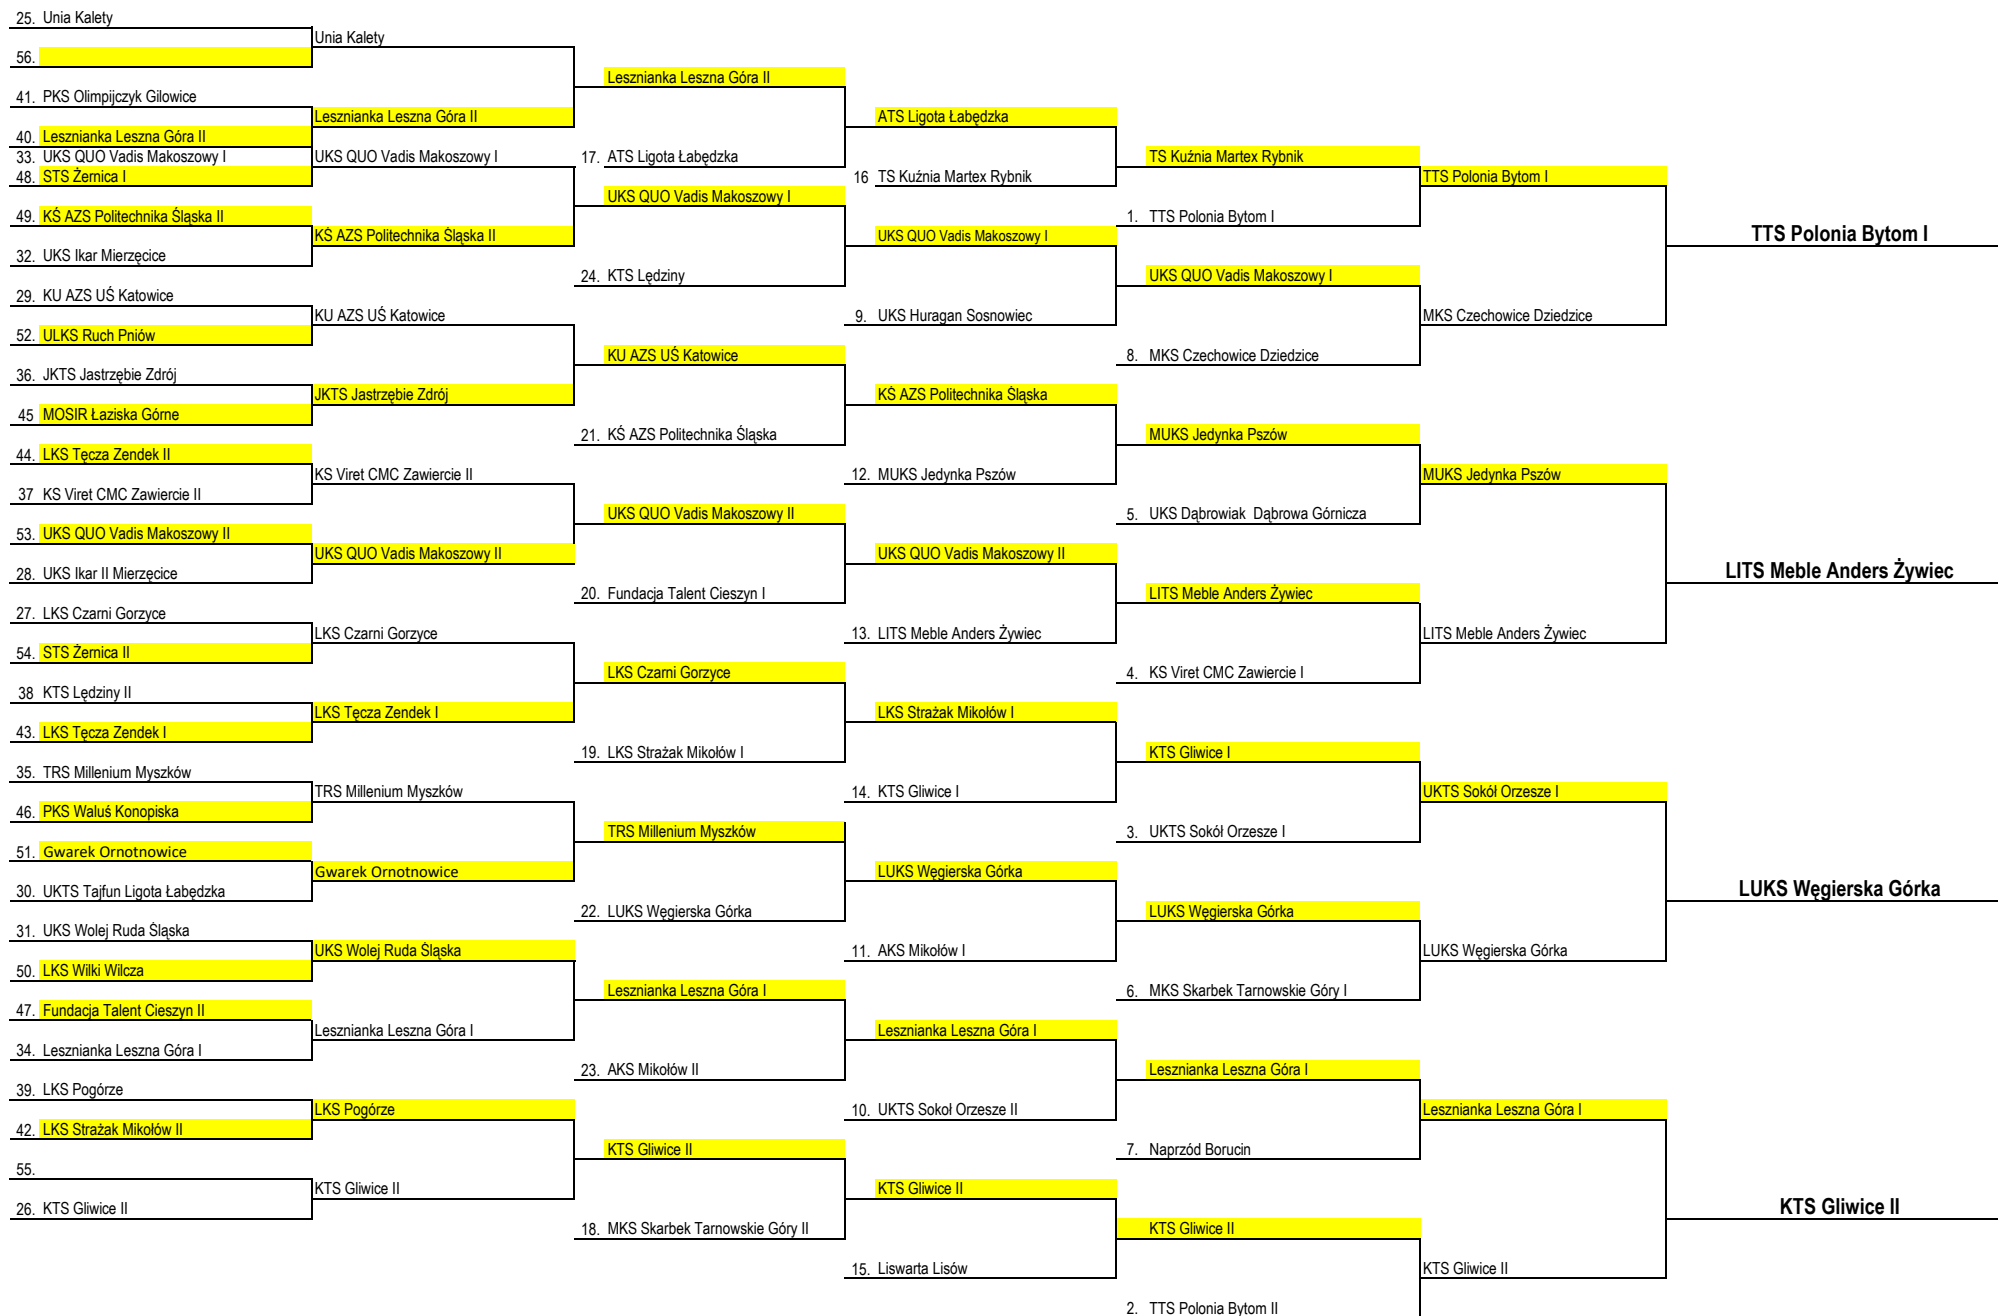 25. Unia Kalety
56.
41. PKS Olimpijczyk Gilowice
40. Lesznianka Leszna Góra II
33. UKS QUO Vadis Makoszowy I
48. STS Żernica I
49. KŚ AZS Politechnika Śląska II
32. UKS Ikar Mierzęcice
29. KU AZS UŚ Katowice
52. ULKS Ruch Pniów
36. JKTS Jastrzębie Zdrój
45 MOSIR Łaziska Górne
44. LKS Tęcza Zendek II
37 KS Viret CMC Zawiercie II
53. UKS QUO Vadis Makoszowy II
28. UKS Ikar II Mierzęcice
27. LKS Czarni Gorzyce
54. STS Żernica II
38 KTS Lędziny II
43. LKS Tęcza Zendek I
35. TRS Millenium Myszków
46. PKS Waluś Konopiska
51. Gwarek Ornotnowice
30. UKTS Tajfun Ligota Łabędzka
31. UKS Wolej Ruda Śląska
50. LKS Wilki Wilcza
47. Fundacja Talent Cieszyn II
34. Lesznianka Leszna Góra I
39. LKS Pogórze
42. LKS Strażak Mikołów II
55.
26. KTS Gliwice II
Unia Kalety
Lesznianka Leszna Góra II
UKS QUO Vadis Makoszowy I
KŚ AZS Politechnika Śląska II
KU AZS UŚ Katowice
JKTS Jastrzębie Zdrój
KS Viret CMC Zawiercie II
UKS QUO Vadis Makoszowy II
LKS Czarni Gorzyce
LKS Tęcza Zendek I
TRS Millenium Myszków
Gwarek Ornotnowice
UKS Wolej Ruda Śląska
Lesznianka Leszna Góra I
LKS Pogórze
KTS Gliwice II
Lesznianka Leszna Góra II
17. ATS Ligota Łabędzka
UKS QUO Vadis Makoszowy I
24. KTS Lędziny
KU AZS UŚ Katowice
21. KŚ AZS Politechnika Śląska
UKS QUO Vadis Makoszowy II
20. Fundacja Talent Cieszyn I
LKS Czarni Gorzyce
19. LKS Strażak Mikołów I
TRS Millenium Myszków
22. LUKS Węgierska Górka
Lesznianka Leszna Góra I
23. AKS Mikołów II
KTS Gliwice II
18. MKS Skarbek Tarnowskie Góry II
ATS Ligota Łabędzka
16 TS Kuźnia Martex Rybnik
UKS QUO Vadis Makoszowy I
9. UKS Huragan Sosnowiec
KŚ AZS Politechnika Śląska
12. MUKS Jedynka Pszów
UKS QUO Vadis Makoszowy II
13. LITS Meble Anders Żywiec
LKS Strażak Mikołów I
14. KTS Gliwice I
LUKS Węgierska Górka
11. AKS Mikołów I
Lesznianka Leszna Góra I
10. UKTS Sokoł Orzesze II
KTS Gliwice II
15. Liswarta Lisów
TS Kuźnia Martex Rybnik
1. TTS Polonia Bytom I
UKS QUO Vadis Makoszowy I
8. MKS Czechowice Dziedzice
MUKS Jedynka Pszów
5. UKS Dąbrowiak Dąbrowa Górnicza
LITS Meble Anders Żywiec
4. KS Viret CMC Zawiercie I
KTS Gliwice I
3. UKTS Sokół Orzesze I
LUKS Węgierska Górka
6. MKS Skarbek Tarnowskie Góry I
Lesznianka Leszna Góra I
7. Naprzód Borucin
KTS Gliwice II
2. TTS Polonia Bytom II
TTS Polonia Bytom I
MKS Czechowice Dziedzice
MUKS Jedynka Pszów
LITS Meble Anders Żywiec
UKTS Sokół Orzesze I
LUKS Węgierska Górka
Lesznianka Leszna Góra I
KTS Gliwice II
TTS Polonia Bytom I
LITS Meble Anders Żywiec
LUKS Węgierska Górka
KTS Gliwice II